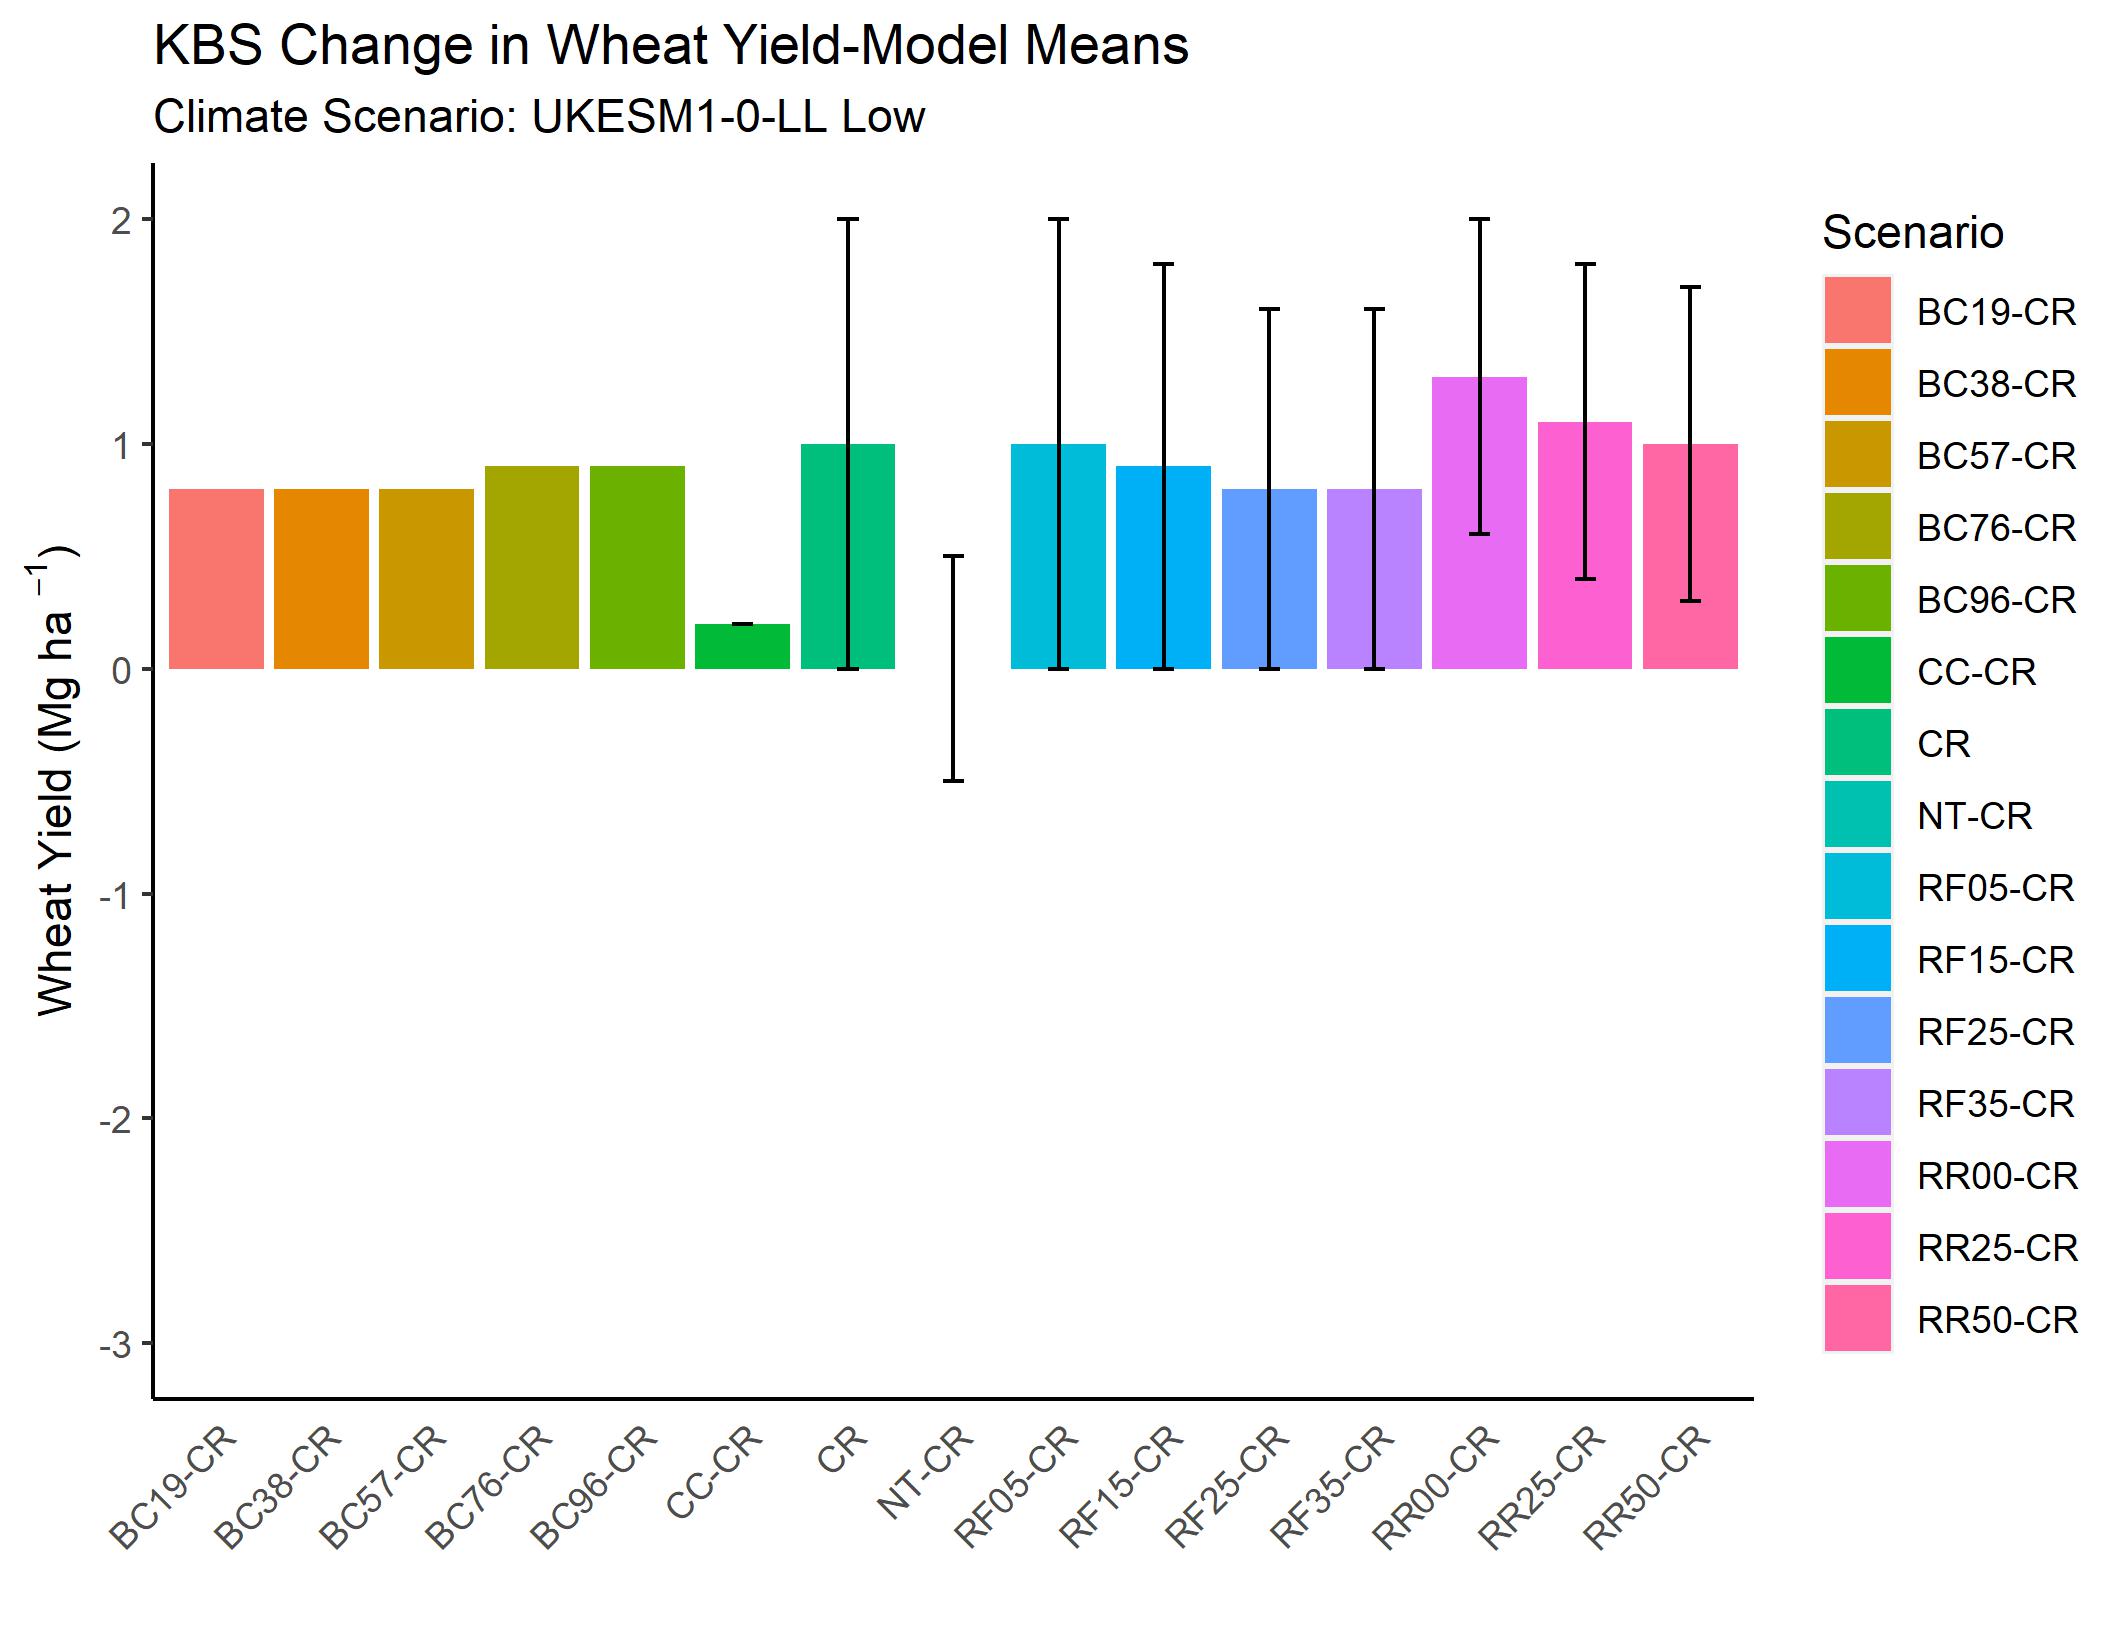 KBS Change in Wheat Yield-Model Means
Climate Scenario: UKESM1-0-LL Low
Wheat Yield (Mg ha ⁻¹)
2
1
0
-1
-2
-3
BC19-CR
BC38-CR
BC57-CR
BC76-CR
BC96-CR
CC-CR
CR
NT-CR
RF05-CR
RF15-CR
RF25-CR
RF35-CR
RR00-CR
RR25-CR
RR50-CR
Scenario
BC19-CR
BC38-CR
BC57-CR
BC76-CR
BC96-CR
CC-CR
CR
NT-CR
RF05-CR
RF15-CR
RF25-CR
RF35-CR
RR00-CR
RR25-CR
RR50-CR